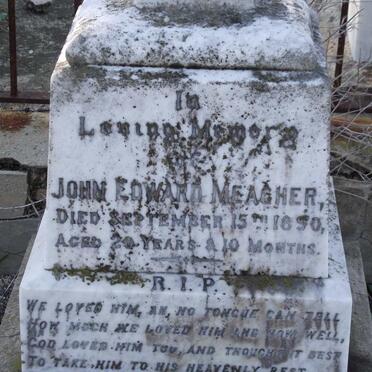 In
Loving Memory
OF
JOHN EDWARD MEAGHER,
DIED SEPTEMBER 15TH 1890,
AGED 20 YEARS & 10 MONTHS.
R.I.P
WE LOVED HIM, AH, NO TONGUE CAN TELL
HOW MUCH WE LOVED HIM AND HOW WELL,
GOD LOVED HIM TOO, AND THOUGHT BEST
TO TAKE HIM TO HIS HEAVENLY REST